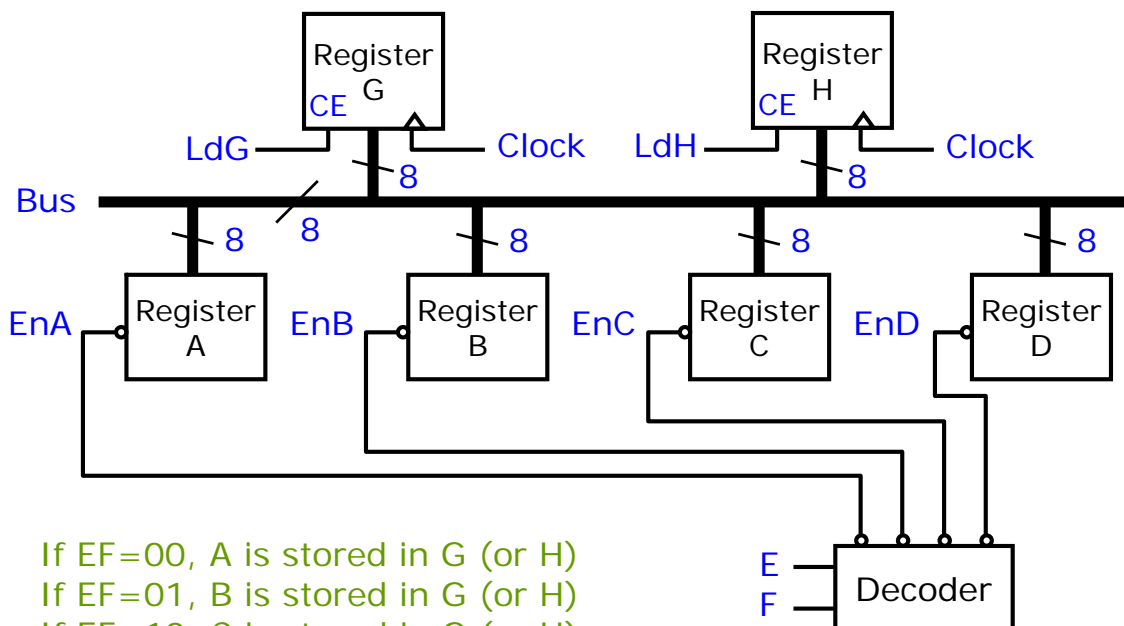 Register
G
CE
Register
H
CE
LdG
Clock
LdH
Clock
8
8
Bus
8
8
8
8
8
EnA
Register
A
EnB
Register
B
EnC
Register
C
EnD
Register
D
If EF=00, A is stored in G (or H)
If EF=01, B is stored in G (or H)
E
F
Decoder